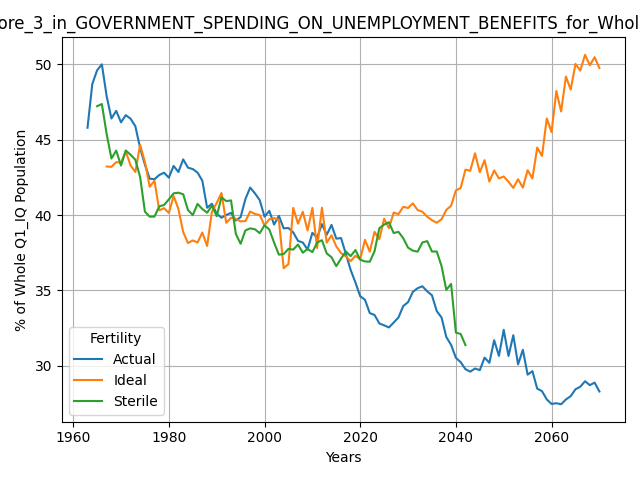 ore_3_in_GOVERNMENT_SPENDING_ON_UNEMPLOYMENT_BENEFITS_for_Whol
50
45
40
35
30
% of Whole Q1_IQ Population
Fertility
Actual
Ideal
Sterile
1960
1980
2000
2020
2040
2060
Years